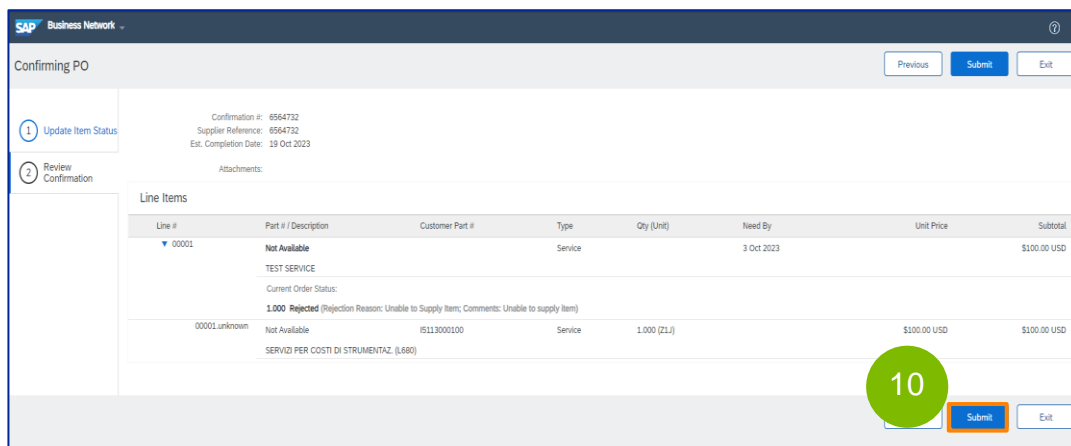 SAP Business Network
Confirming PO
Previous
Submit
Exit
1 Update Item Status
2 Review Confirmation
Confirmation #: 6564732
Supplier Reference: 6564732
Est. Completion Date: 19 Oct 2023
Attachments:
Line Items
Line # Part # / Description Customer Part # Type Qty (Unit) Need By Unit Price Subtotal
00001 Not Available Service 3 Oct 2023 $100.00 USD
TEST SERVICE
Current Order Status:
1.000 Rejected (Rejection Reason: Unable to Supply Item; Comments: Unable to supply item)
00001.unknown Not Available I5113000100 Service 1.000 (Z1J) $100.00 USD $100.00 USD
SERVIZI PER COSTI DI STRUMENTAZ. (L680)
10
Submit
Exit